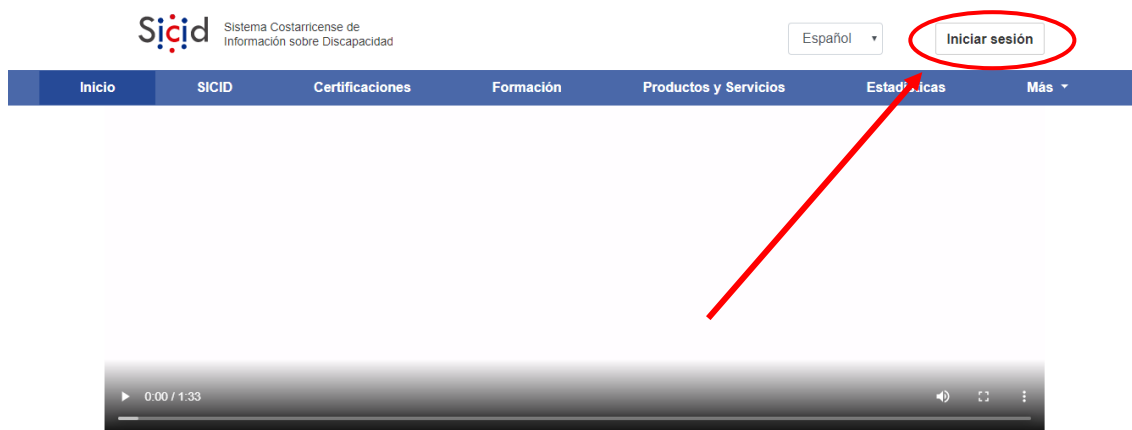 Sicid
Sistema Costarricense de
Información sobre Discapacidad
Español
Iniciar sesión
Inicio SICID Certificaciones Formación Productos y Servicios Estadísticas Más
0:00 / 1:33